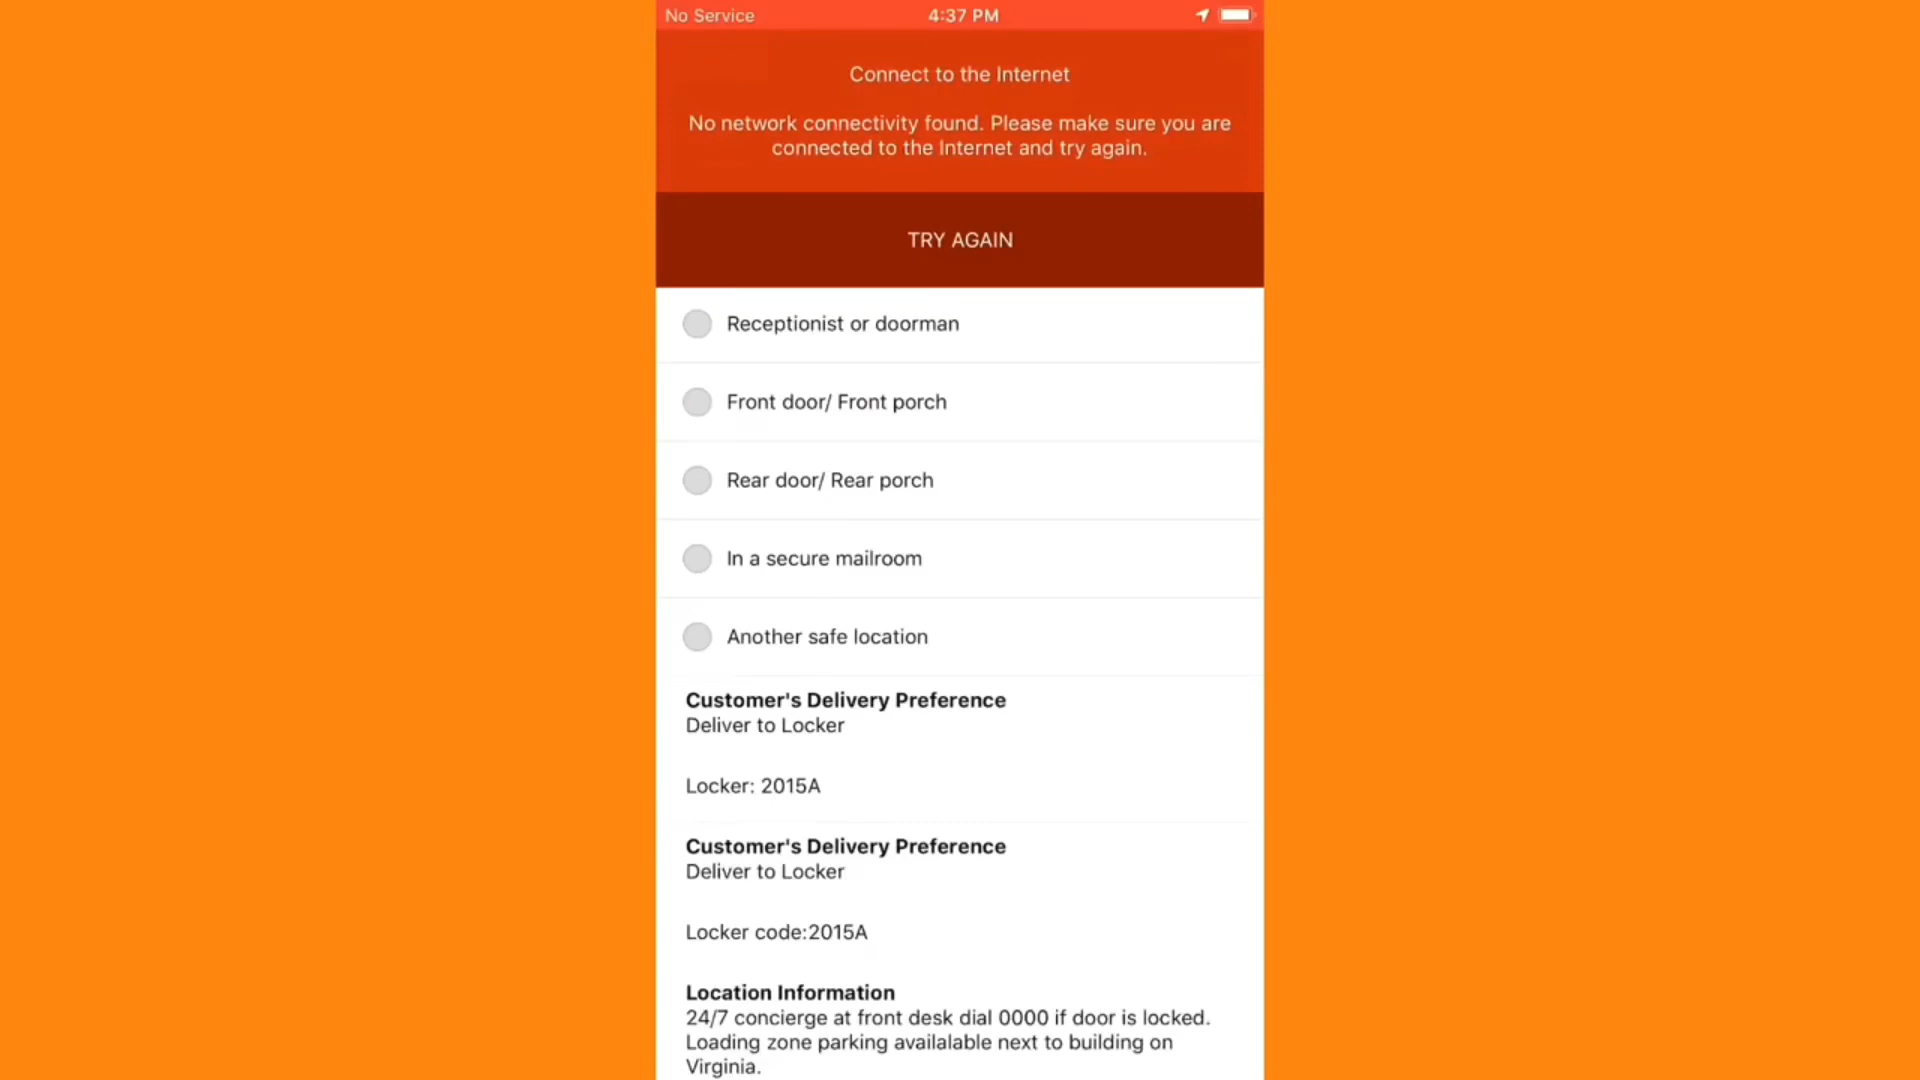 No Service
4:37 PM
Connect to the Internet
No network connectivity found. Please make sure you are
connected to the Internet and try again.
TRY AGAIN
Receptionist or doorman
Front door/ Front porch
Rear door/ Rear porch
In a secure mailroom
Another safe location
Customer's Delivery Preference
Deliver to Locker
Locker: 2015A
Customer's Delivery Preference
Deliver to Locker
Locker code:2015A
Location Information
24/7 concierge at front desk dial 0000 if door is locked.
Loading zone parking availalable next to building on
Virginia.